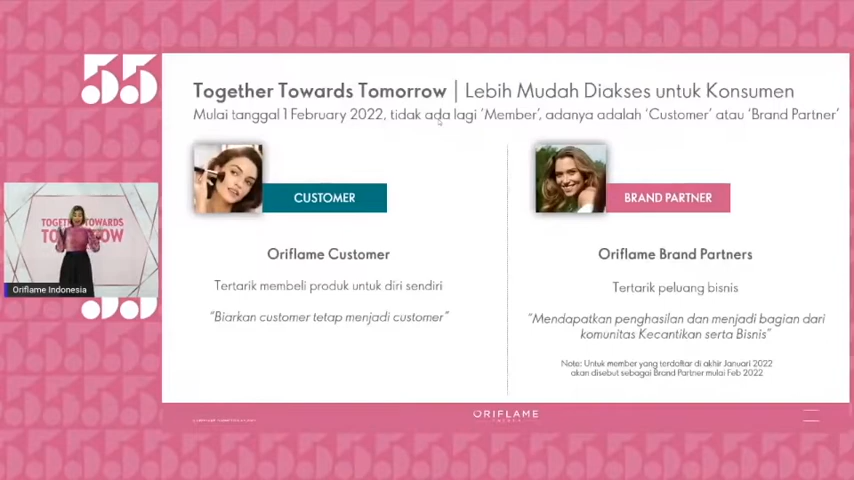 55
Together Towards Tomorrow | Lebih Mudah Diakses untuk Konsumen
Mulai tanggal 1 February 2022, tidak ada lagi 'Member', adanya adalah 'Customer' atau 'Brand Partner'
CUSTOMER
Oriflame Customer
Tertarik membeli produk untuk diri sendiri
"Biarkan customer tetap menjadi customer"
BRAND PARTNER
Oriflame Brand Partners
Tertarik peluang bisnis
"Mendapatkan penghasilan dan menjadi bagian dari
komunitas Kecantikan serta Bisnis"
Note: Untuk member yang terdaftar di akhir Januari 2022
akan disebut sebagai Brand Partner mulai Feb 2022
TOGETHER TOWARDS
Oriflame Indonesia
ORIFLAME